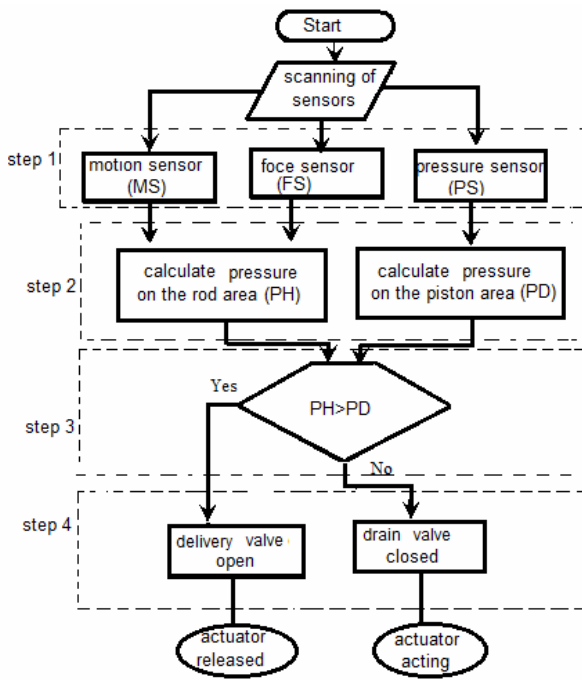 Start
scanning of
sensors
step 1
motion sensor
(MS)
foce sensor
(FS)
pressure sensor
(PS)
step 2
calculate pressure
on the rod area (PH)
calculate pressure
on the piston area (PD)
step 3
Yes
PH>PD
No
step 4
delivery valve
open
drain valve
closed
actuator
released
actuator
acting